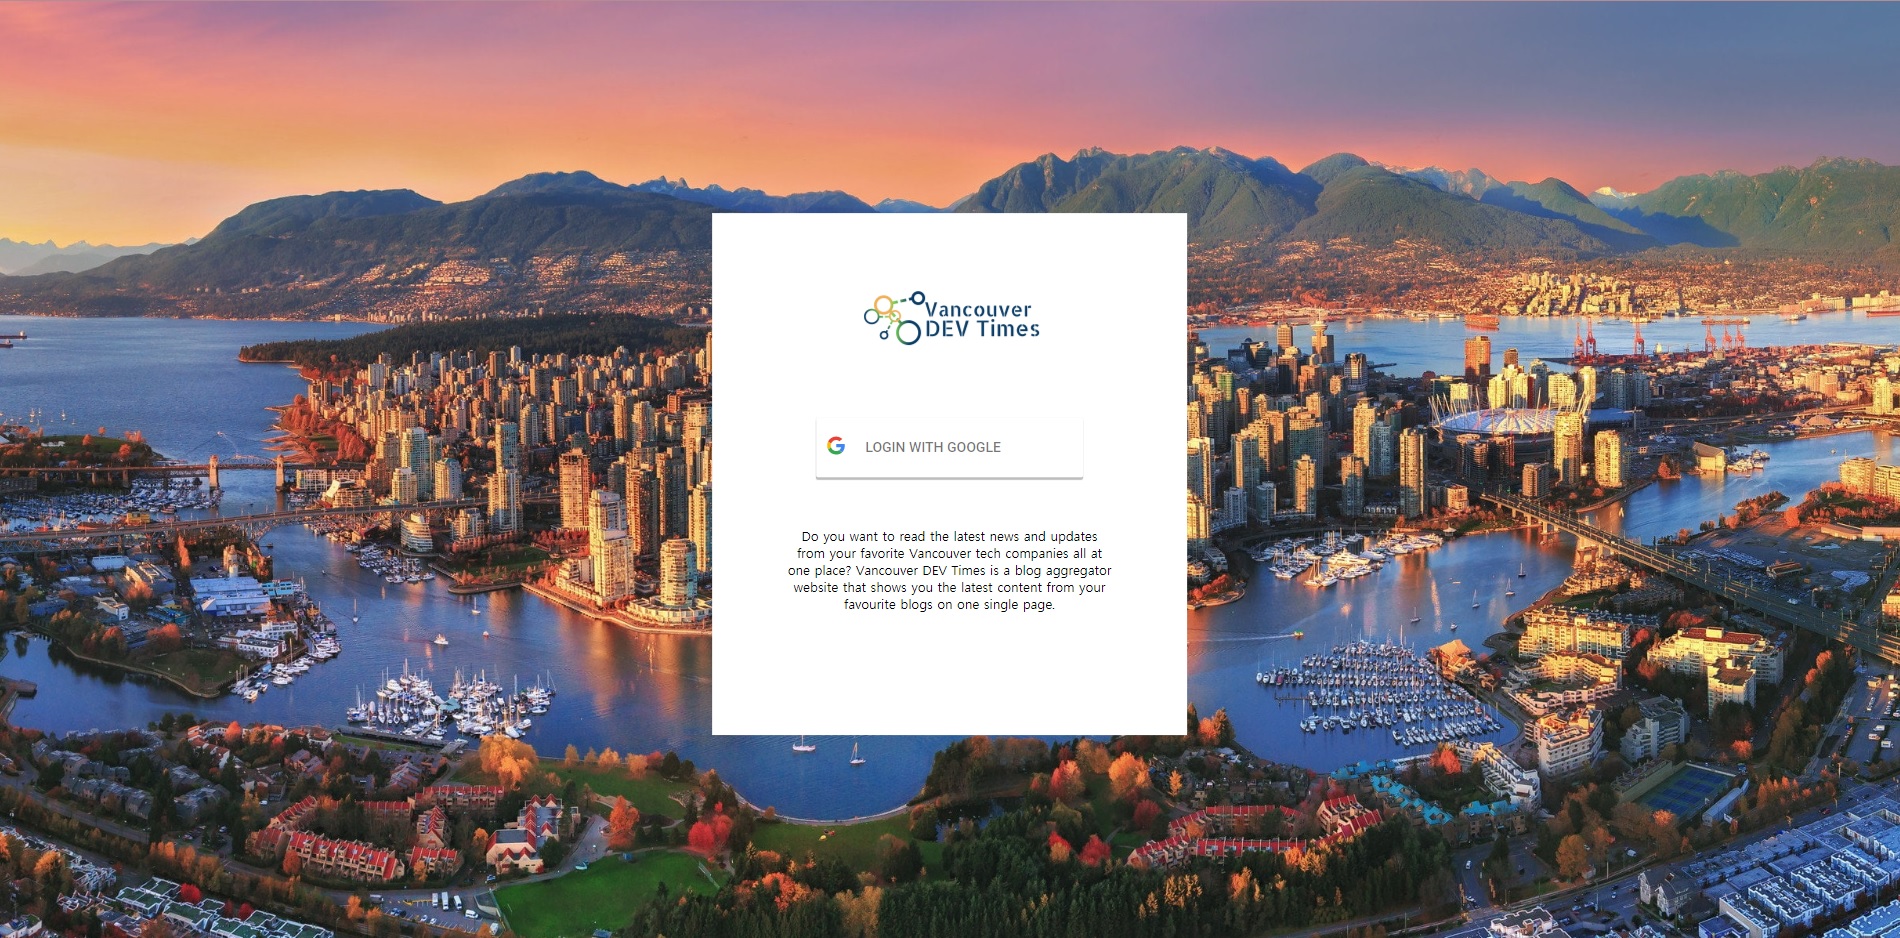 Vancouver
DEV Times
LOGIN WITH GOOGLE
Do you want to read the latest news and updates
from your favorite Vancouver tech companies all at
one place? Vancouver DEV Times is a blog aggregator
website that shows you the latest content from your
favourite blogs on one single page.